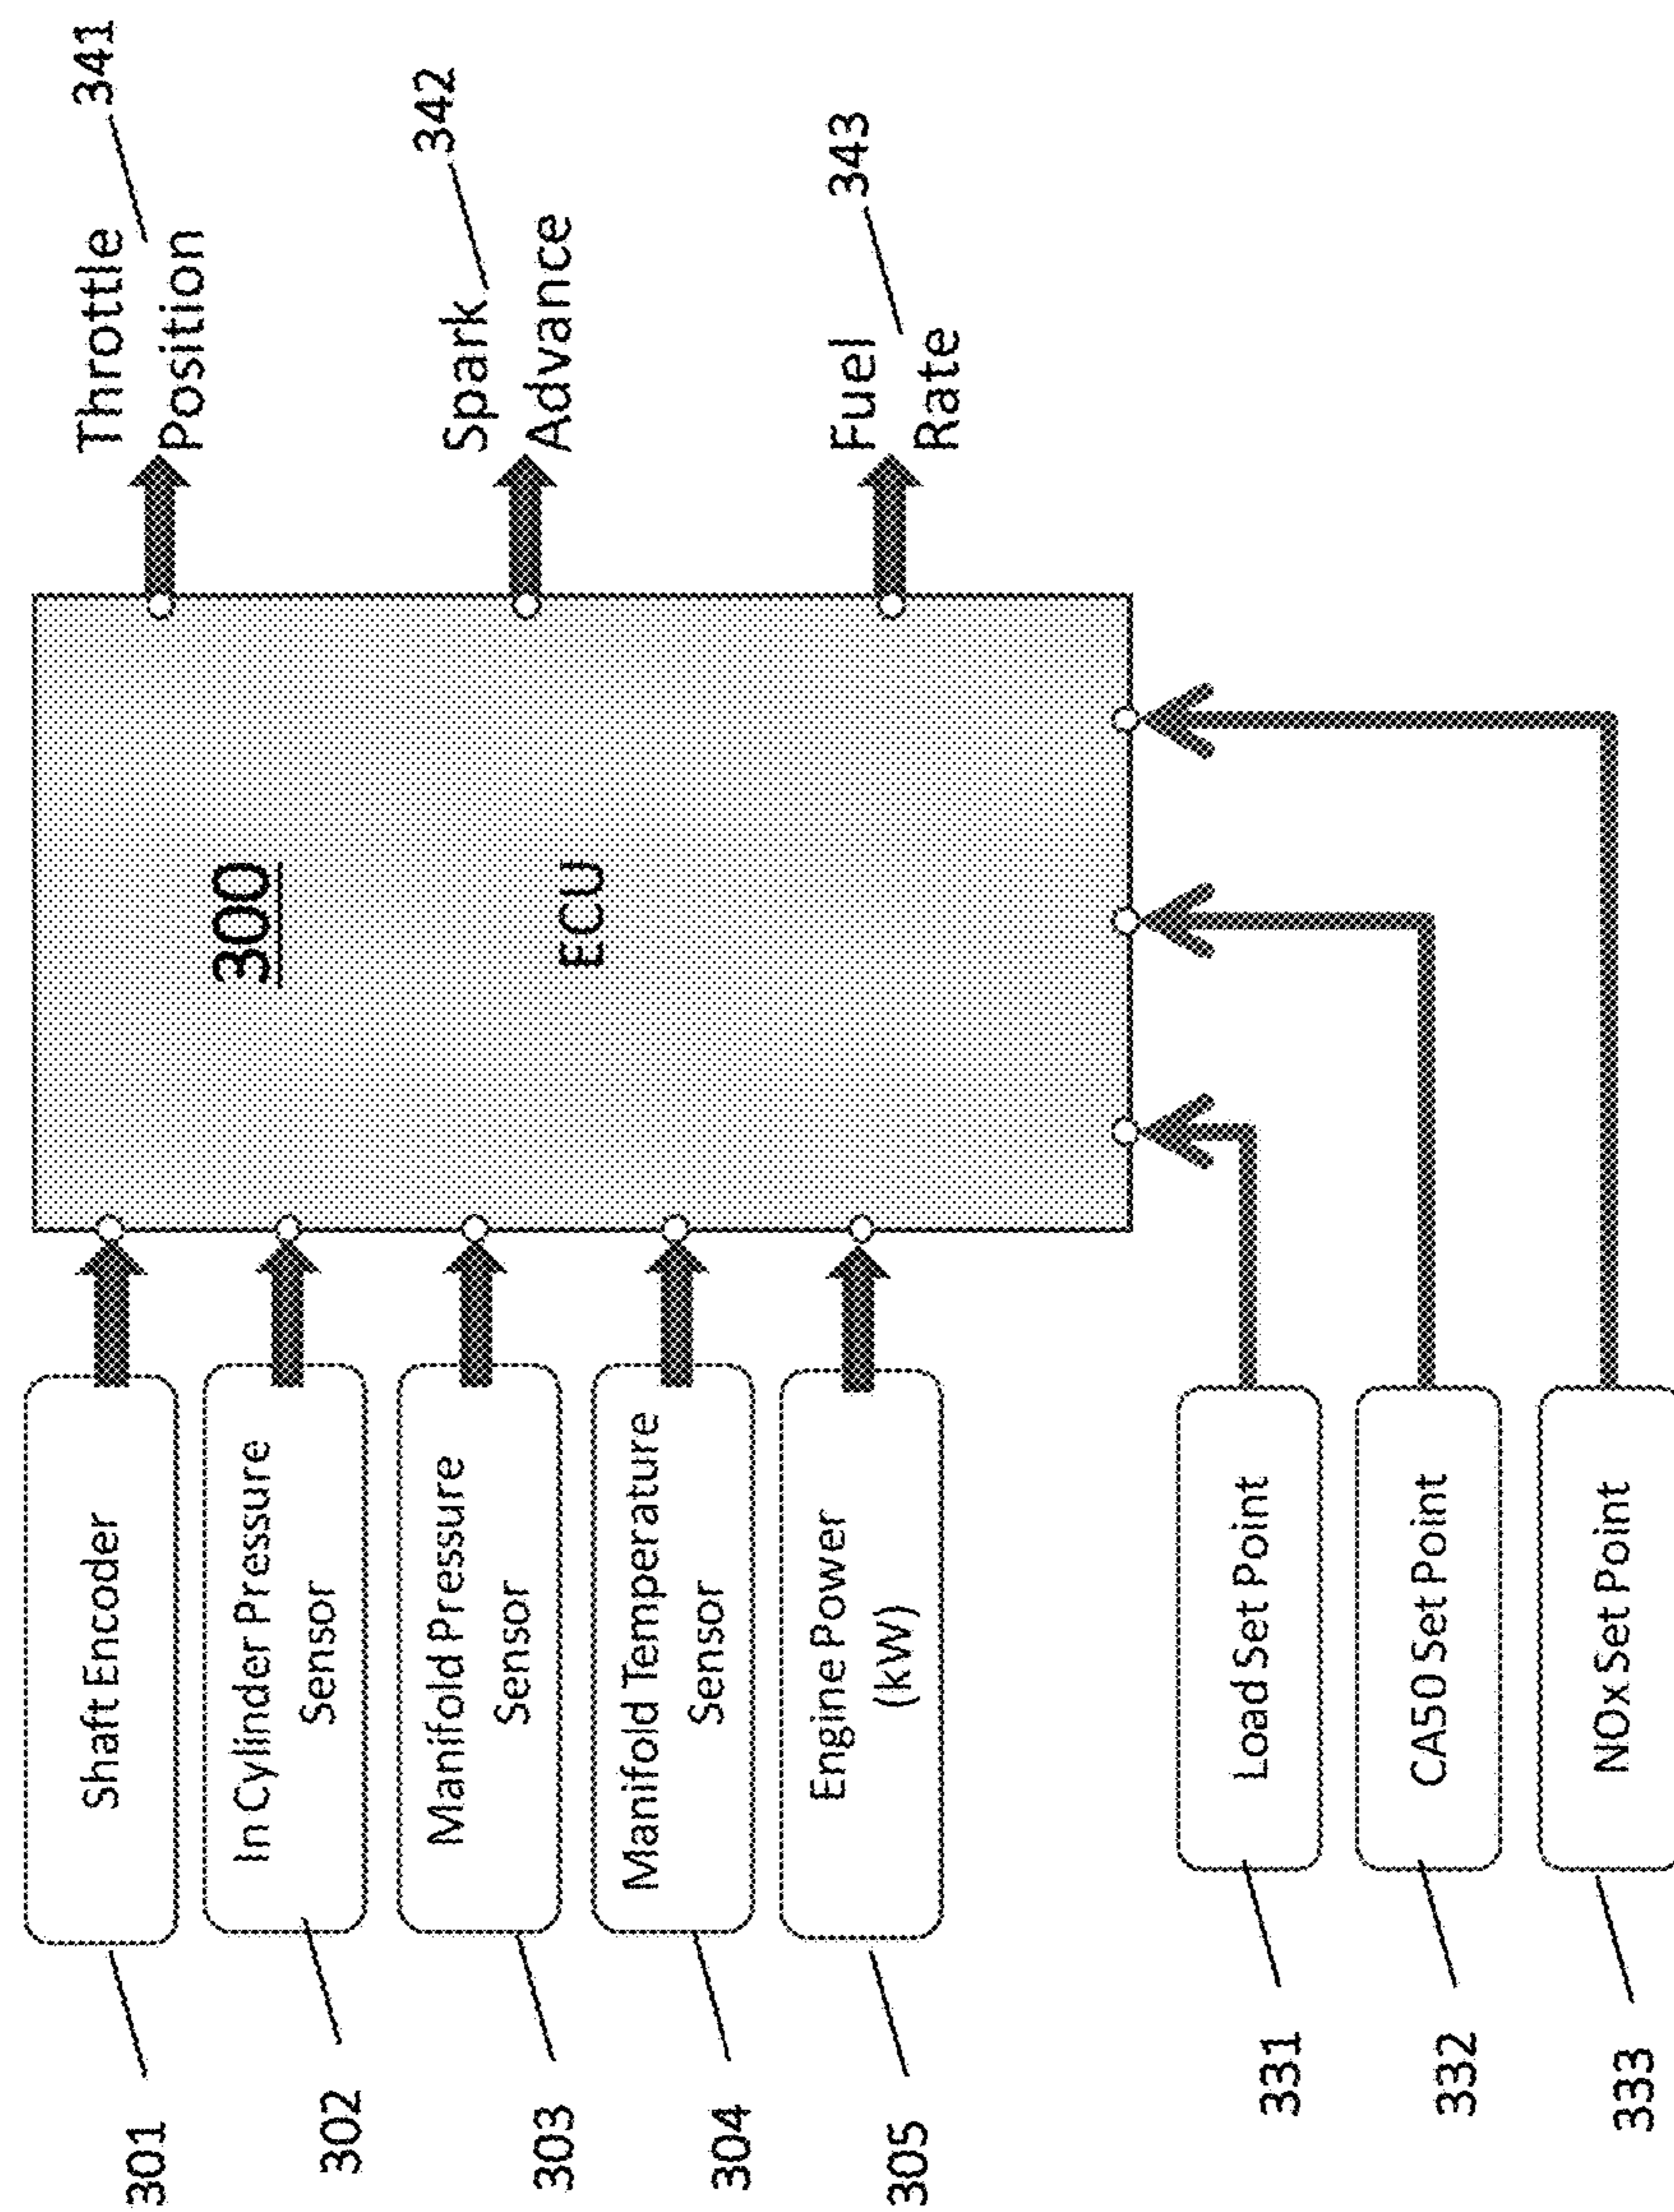 301
Shaft Encoder
302
In Cylinder Pressure
Sensor
303
Manifold Pressure
Sensor
304
Manifold Temperature
Sensor
305
Engine Power
(kW)
331
Load Set Point
332
CA50 Set Point
333
NOx Set Point
300
ECU
Throttle
Position
341
Spark
Advance
342
Fuel
Rate
343